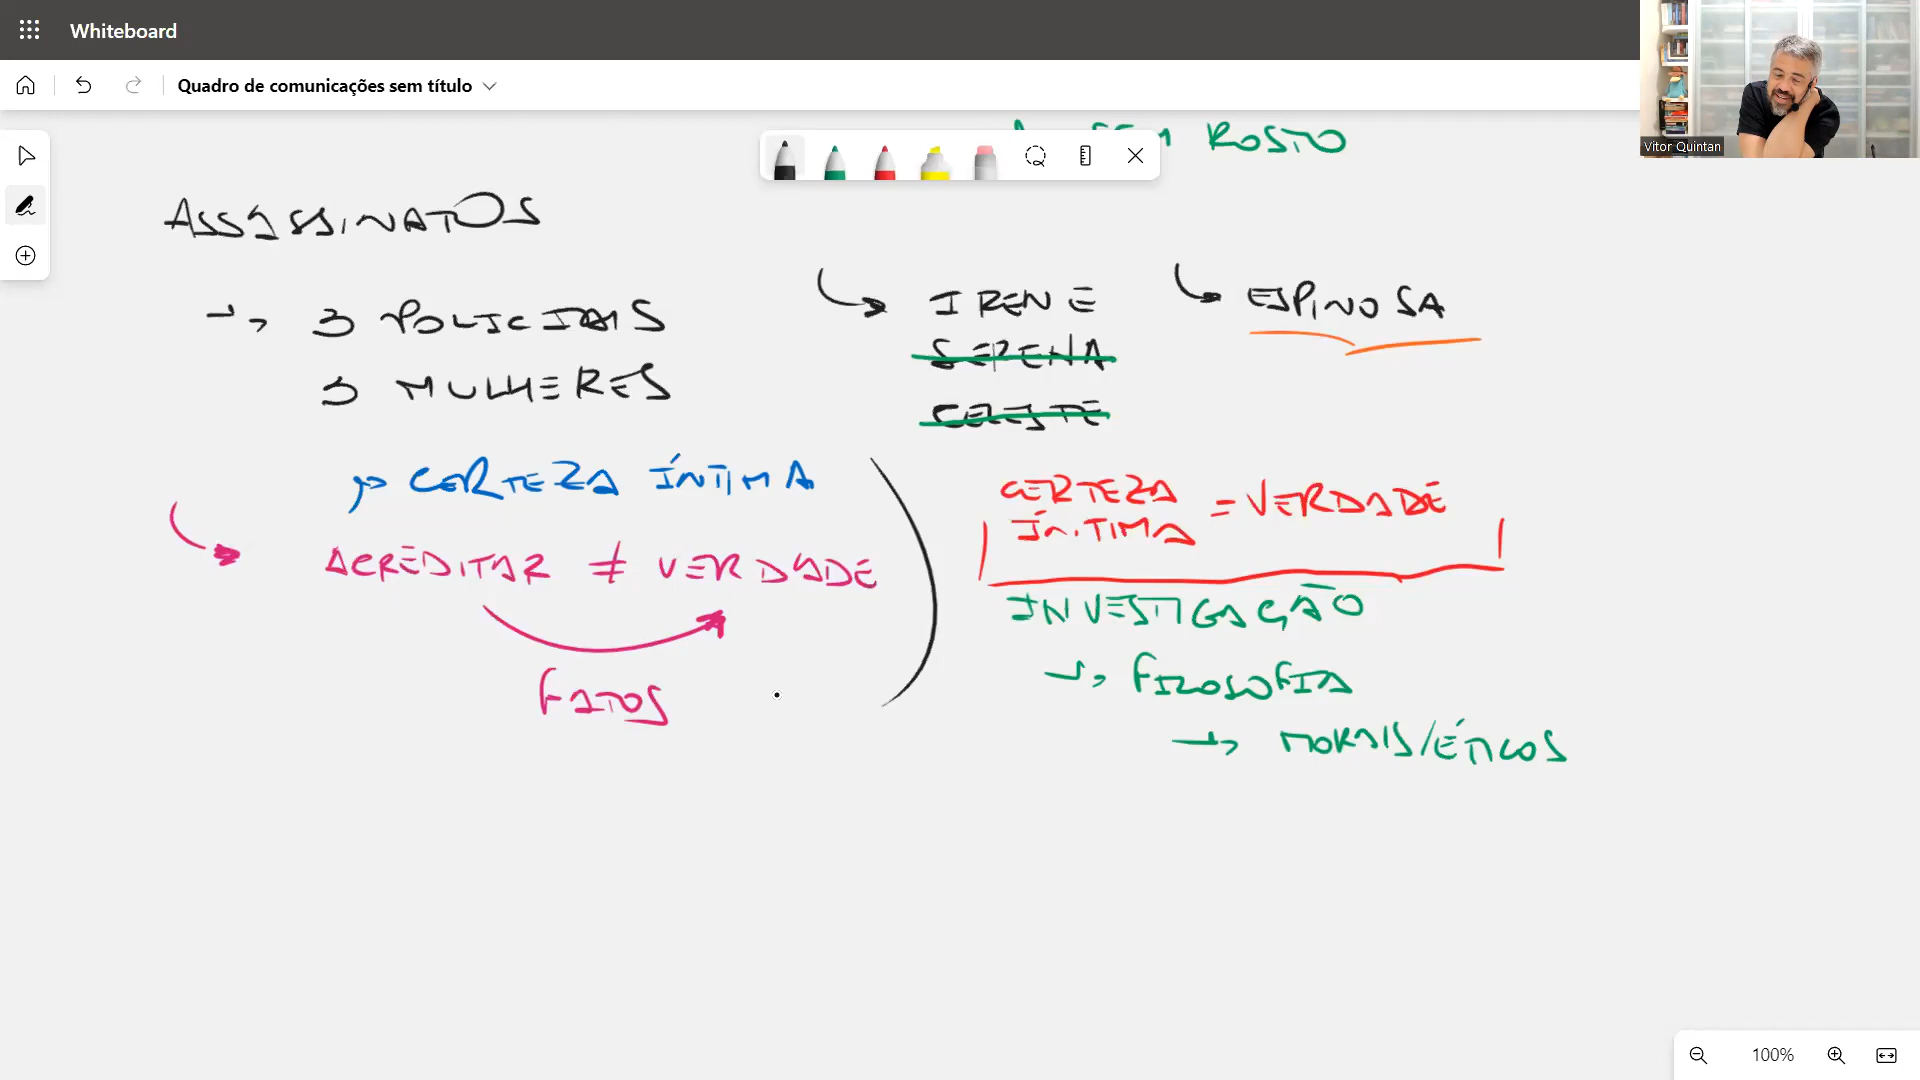 Whiteboard
Quadro de comunicações sem título
Vitor Quintan
ROSTO
ASSASSINATOS
3 POLICIAIS
3 MULHERES
IRENE
SERENA
CELESTE
ESPINOSA
CERTEZA ÍNTIMA
ACREDITAR ≠ VERDADE
FATOS
CERTEZA
ÍNTIMA = VERDADE
INVESTIGAÇÃO
FILOSOFIA
MORAIS/ÉTICOS
100%